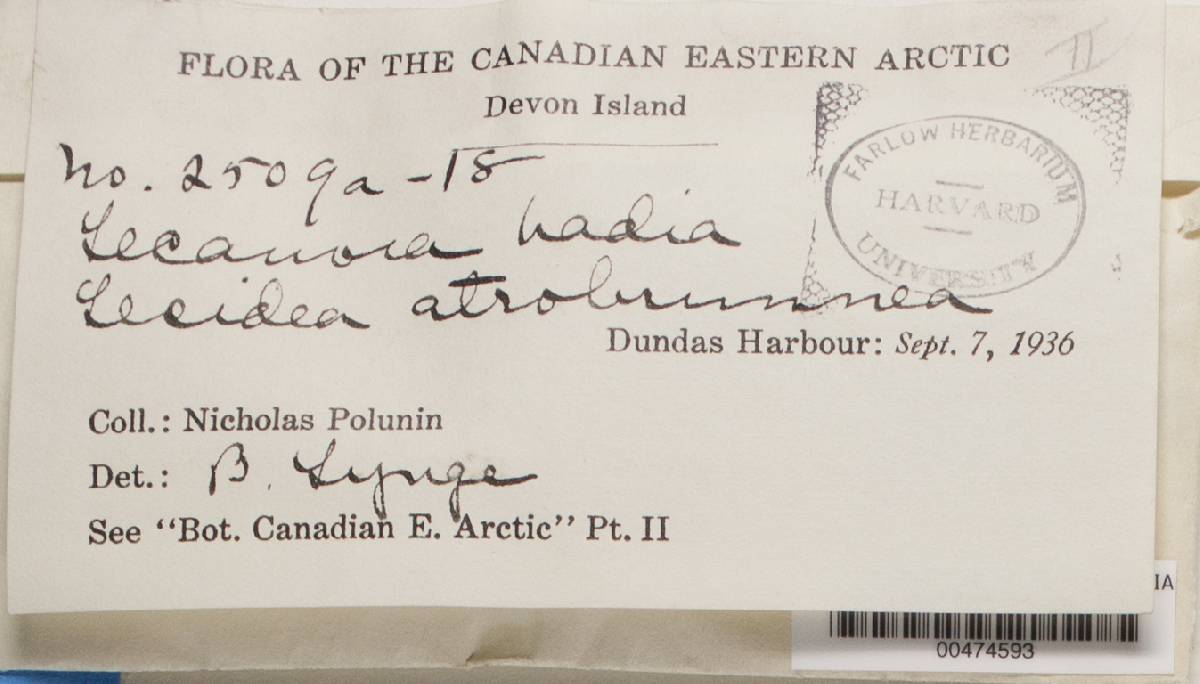 FLORA OF THE CANADIAN EASTERN ARCTIC
II
Devon Island
FARLOW HERBARIUM
HARVARD
UNIVERSITY
No. 2509a-18
Lecanora badia
Lecidea atrobrunnea
Dundas Harbour: Sept. 7, 1936
Coll.: Nicholas Polunin
Det.: B. Lynge
See "Bot. Canadian E. Arctic" Pt. II
IA
00474593